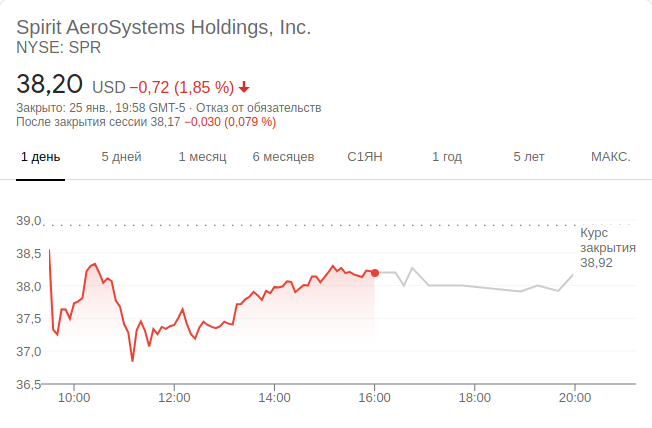 Spirit AeroSystems Holdings, Inc.
NYSE: SPR
38,20 USD −0,72 (1,85 %)
Закрыто: 25 янв., 19:58 GMT-5 · Отказ от обязательств
После закрытия сессии 38,17 −0,030 (0,079 %)
1 день 5 дней 1 месяц 6 месяцев С1ЯН 1 год 5 лет МАКС.
39,0
Курс
закрытия
38,92
38,5
38,0
37,5
37,0
36,5
10:00 12:00 14:00 16:00 18:00 20:00